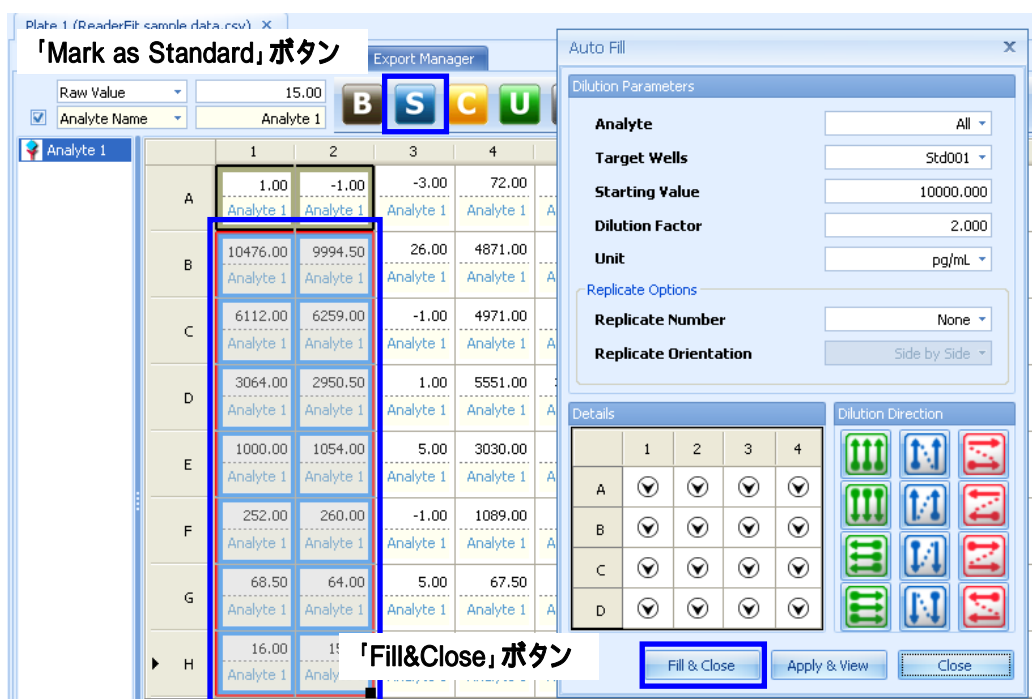 Plate 1 (ReaderFit sample data.csv) ×
「Mark as Standard」ボタン
Export Manager
Raw Value 15.00
Analyte Name Analyte 1
B S C U
Analyte 1
1 2 3 4
A 1.00 -1.00 -3.00 72.00
Analyte 1 Analyte 1 Analyte 1 Analyte 1 A
B 10476.00 9994.50 26.00 4871.00
Analyte 1 Analyte 1 Analyte 1 Analyte 1 A
C 6112.00 6259.00 -1.00 4971.00
Analyte 1 Analyte 1 Analyte 1 Analyte 1 A
D 3064.00 2950.50 1.00 5551.00
Analyte 1 Analyte 1 Analyte 1 Analyte 1 A
E 1000.00 1054.00 5.00 3030.00
Analyte 1 Analyte 1 Analyte 1 Analyte 1 A
F 252.00 260.00 -1.00 1089.00
Analyte 1 Analyte 1 Analyte 1 Analyte 1 A
G 68.50 64.00 5.00 67.50
Analyte 1 Analyte 1 Analyte 1 Analyte 1 A
H 16.00
Analyte 1
「Fill&Close」ボタン
Auto Fill X
Dilution Parameters
Analyte All
Target Wells Std001
Starting Value 10000.000
Dilution Factor 2.000
Unit pg/mL
Replicate Options
Replicate Number None
Replicate Orientation Side by Side
Details
1 2 3 4
A
B
C
D
Dilution Direction
Fill & Close Apply & View Close